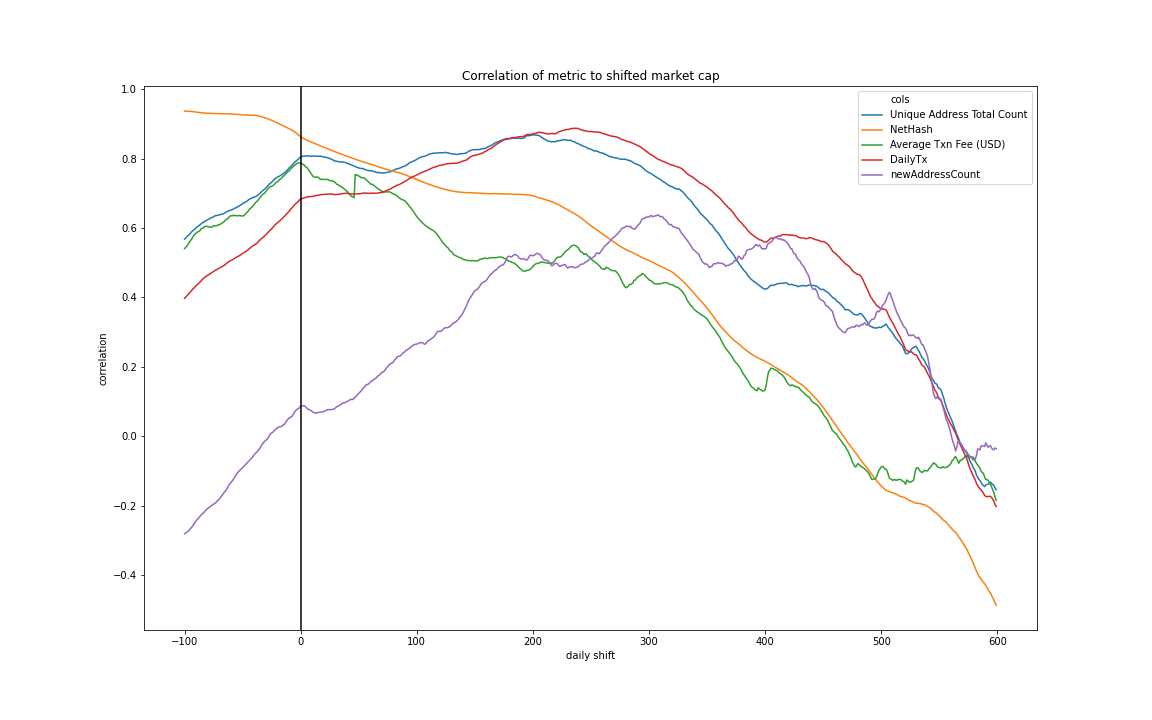 Correlation of metric to shifted market cap
1.0
0.8
0.6
0.4
0.2
0.0
−0.2
−0.4
correlation
cols
Unique Address Total Count
NetHash
Average Txn Fee (USD)
DailyTx
newAddressCount
−100
0
100
200
300
400
500
600
daily shift